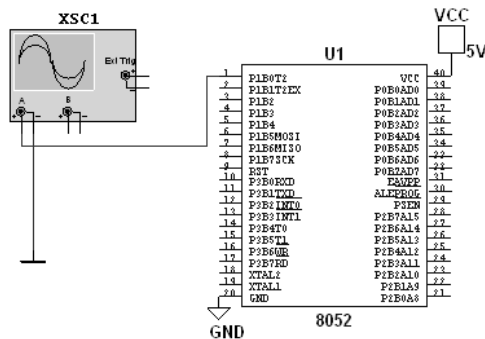 XSC1
Ext Trig
A
B
VCC
5V
U1
1 P1B0T2 VCC 40
2 P1B1T2EX P0B0AD0 39
3 P1B2 P0B1AD1 38
4 P1B3 P0B2AD2 37
5 P1B4 P0B3AD3 36
6 P1B5MOSI P0B4AD4 35
7 P1B6MISO P0B5AD5 34
8 P1B7SCK P0B6AD6 33
9 RST P0B7AD7 32
10 P3B0RXD EAVPP 31
11 P3B1TXD ALEPROG 30
12 P3B2INT0 PSEN 29
13 P3B3INT1 P2B7A15 28
14 P3B4T0 P2B6A14 27
15 P3B5T1 P2B5A13 26
16 P3B6WR P2B4A12 25
17 P3B7RD P2B3A11 24
18 XTAL2 P2B2A10 23
19 XTAL1 P2B1A9 22
20 GND P2B0A8 21
8052
GND